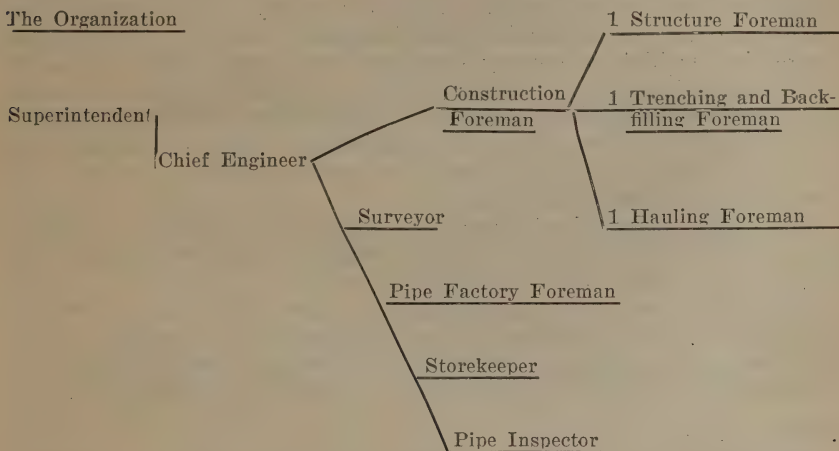 The Organization
1 Structure Foreman
Construction
Foreman
1 Trenching and Back-
filling Foreman
Superintendent
Chief Engineer
Surveyor
1 Hauling Foreman
Pipe Factory Foreman
Storekeeper
Pipe Inspector